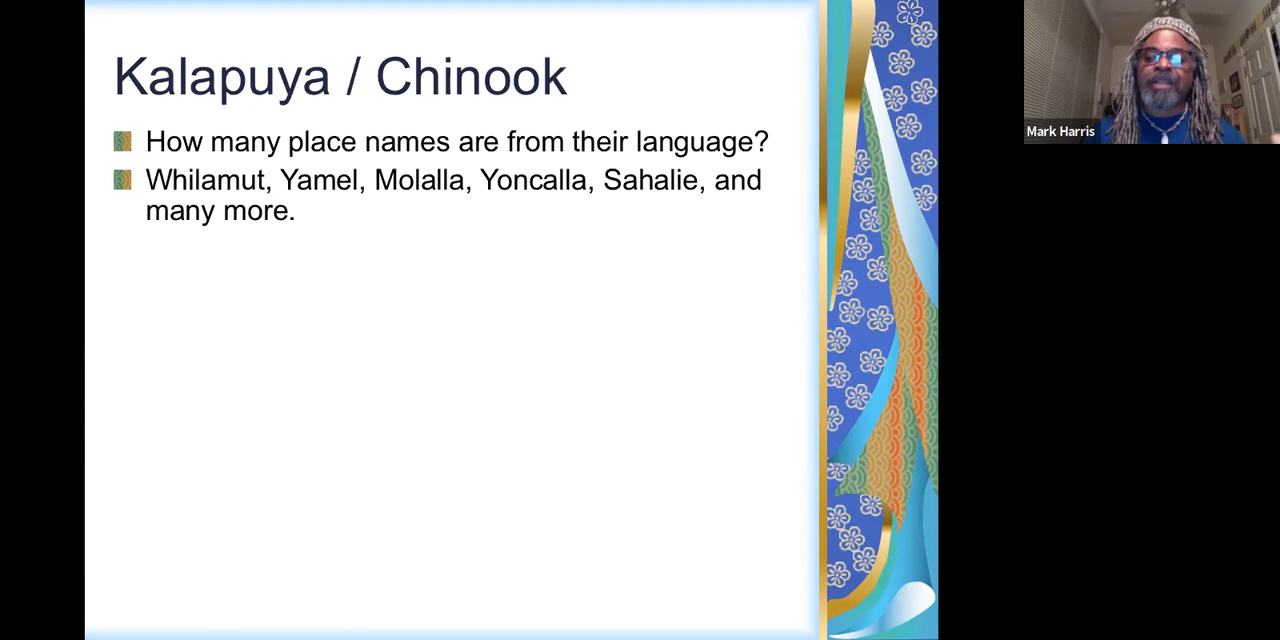 Kalapuya / Chinook
How many place names are from their language?
Whilamut, Yamel, Molalla, Yoncalla, Sahalie, and
many more.
Mark Harris